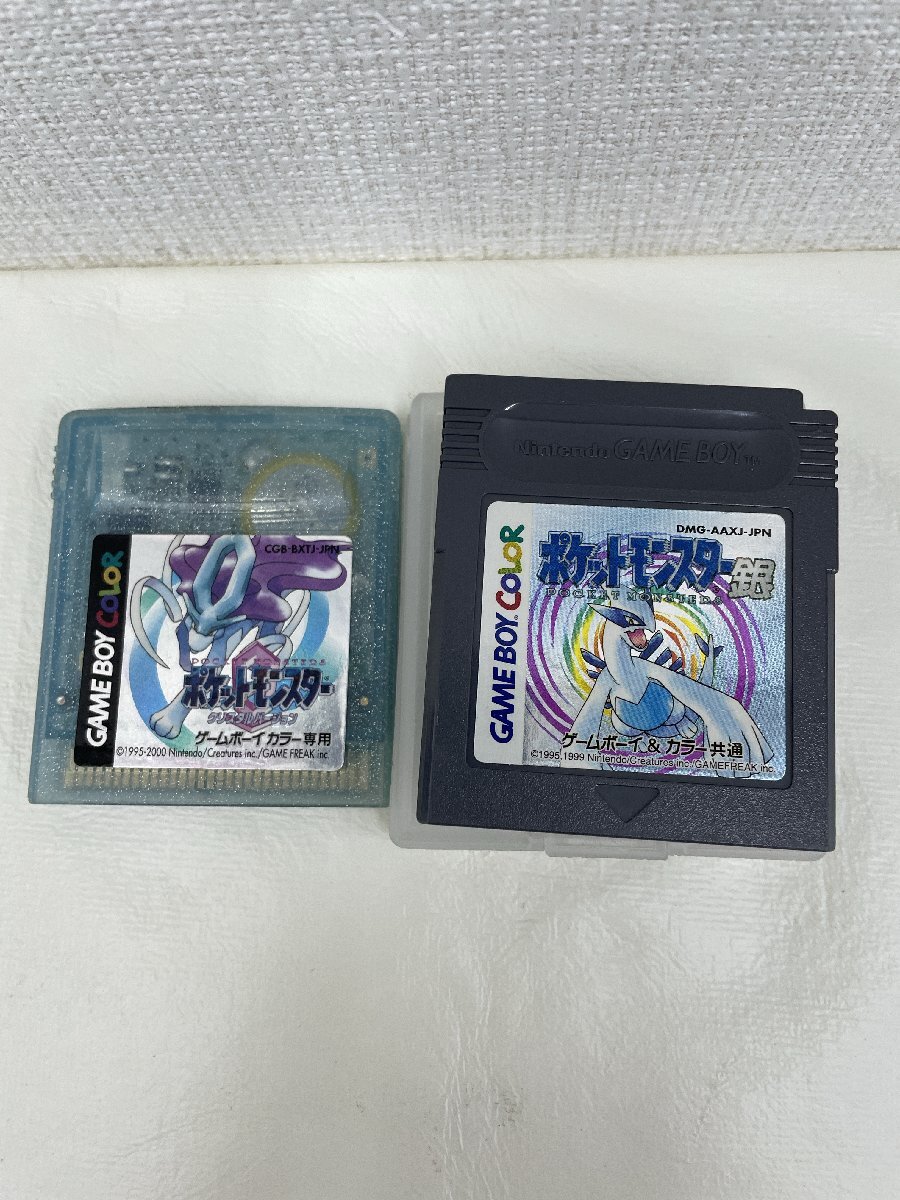 CGB-BXTJ-JPN
GAME BOY COLOR
POCKET MONSTERS
ポケットモンスター
クリスタルバージョン
ゲームボーイ カラー専用
©1995-2000 Nintendo/Creatures inc./GAME FREAK inc.
Nintendo GAME BOY TM
DMG-AAXJ-JPN
GAME BOY COLOR
ポケットモンスター銀
POCKET MONSTERS
ゲームボーイ & カラー共通
©1995,1999 Nintendo/Creatures inc./GAMEFREAK inc.